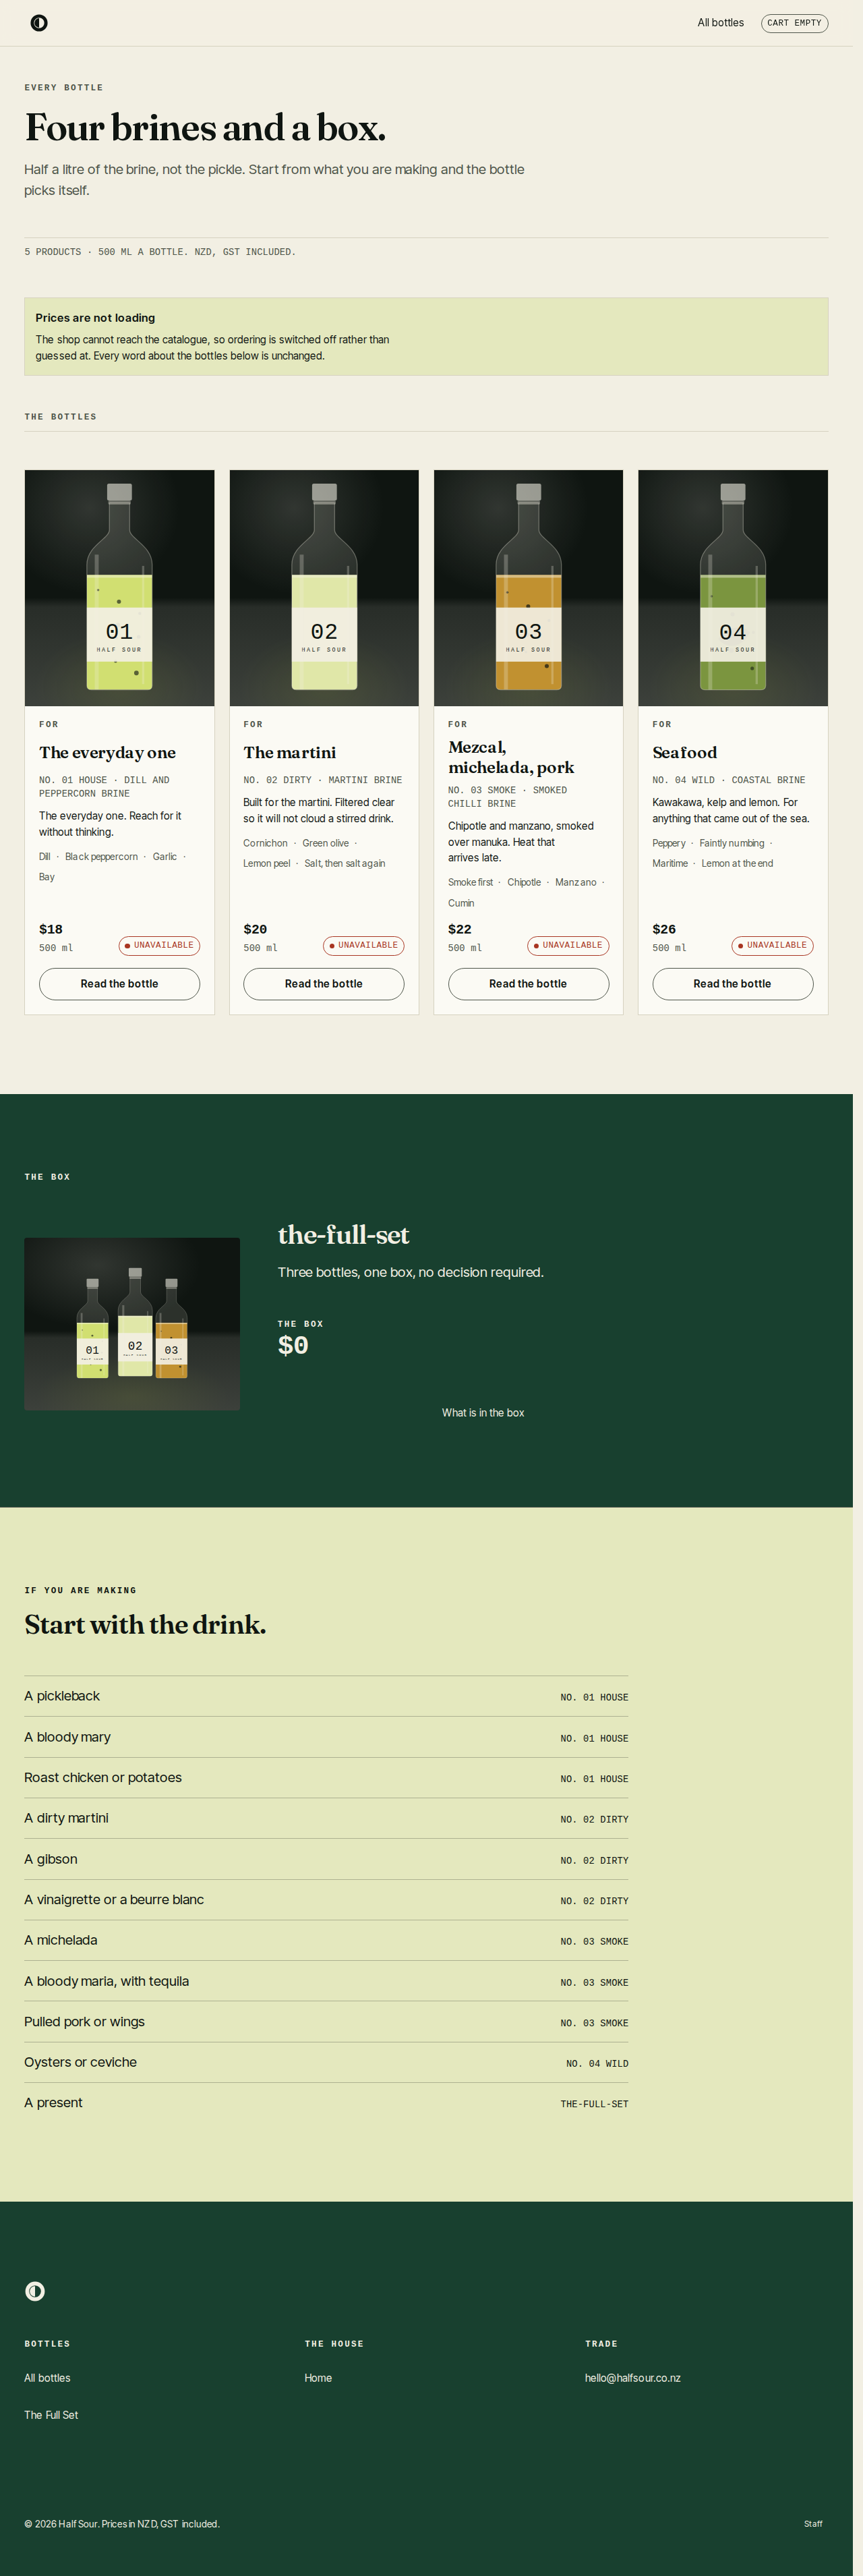 All bottles
CART EMPTY
EVERY BOTTLE
Four brines and a box.
Half a litre of the brine, not the pickle. Start from what you are making and the bottle
picks itself.
5 PRODUCTS · 500 ML A BOTTLE. NZD, GST INCLUDED.
Prices are not loading
The shop cannot reach the catalogue, so ordering is switched off rather than
guessed at. Every word about the bottles below is unchanged.
THE BOTTLES
01
HALF SOUR
FOR
The everyday one
NO. 01 HOUSE · DILL AND
PEPPERCORN BRINE
The everyday one. Reach for it
without thinking.
Dill · Black peppercorn · Garlic ·
Bay
$18
500 ml
UNAVAILABLE
Read the bottle
02
HALF SOUR
FOR
The martini
NO. 02 DIRTY · MARTINI BRINE
Built for the martini. Filtered clear
so it will not cloud a stirred drink.
Cornichon · Green olive ·
Lemon peel · Salt, then salt again
$20
500 ml
UNAVAILABLE
Read the bottle
03
HALF SOUR
FOR
Mezcal,
michelada, pork
NO. 03 SMOKE · SMOKED
CHILLI BRINE
Chipotle and manzano, smoked
over manuka. Heat that
arrives late.
Smoke first · Chipotle · Manzano ·
Cumin
$22
500 ml
UNAVAILABLE
Read the bottle
04
HALF SOUR
FOR
Seafood
NO. 04 WILD · COASTAL BRINE
Kawakawa, kelp and lemon. For
anything that came out of the sea.
Peppery · Faintly numbing ·
Maritime · Lemon at the end
$26
500 ml
UNAVAILABLE
Read the bottle
THE BOX
01
02
03
the-full-set
Three bottles, one box, no decision required.
THE BOX
$0
What is in the box
IF YOU ARE MAKING
Start with the drink.
A pickleback
NO. 01 HOUSE
A bloody mary
NO. 01 HOUSE
Roast chicken or potatoes
NO. 01 HOUSE
A dirty martini
NO. 02 DIRTY
A gibson
NO. 02 DIRTY
A vinaigrette or a beurre blanc
NO. 02 DIRTY
A michelada
NO. 03 SMOKE
A bloody maria, with tequila
NO. 03 SMOKE
Pulled pork or wings
NO. 03 SMOKE
Oysters or ceviche
NO. 04 WILD
A present
THE-FULL-SET
BOTTLES
All bottles
The Full Set
THE HOUSE
Home
TRADE
hello@halfsour.co.nz
© 2026 Half Sour. Prices in NZD, GST included.
Staff